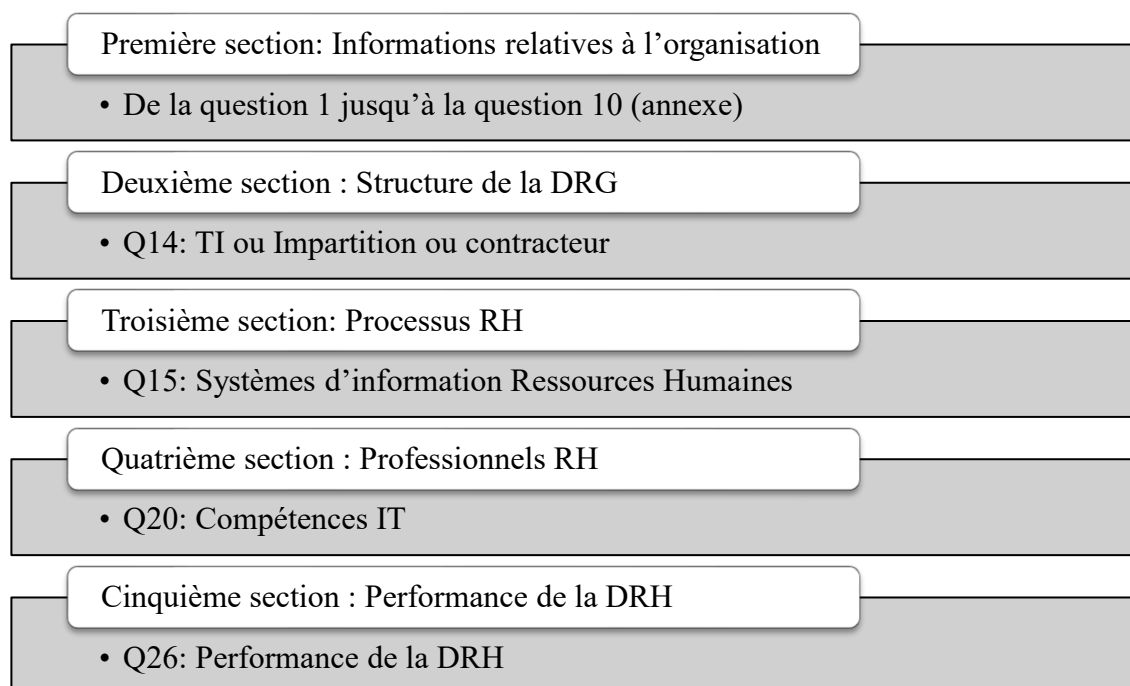 Première section: Informations relatives à l’organisation
• De la question 1 jusqu’à la question 10 (annexe)
Deuxième section : Structure de la DRG
• Q14: TI ou Impartition ou contracteur
Troisième section: Processus RH
• Q15: Systèmes d’information Ressources Humaines
Quatrième section : Professionnels RH
• Q20: Compétences IT
Cinquième section : Performance de la DRH
• Q26: Performance de la DRH